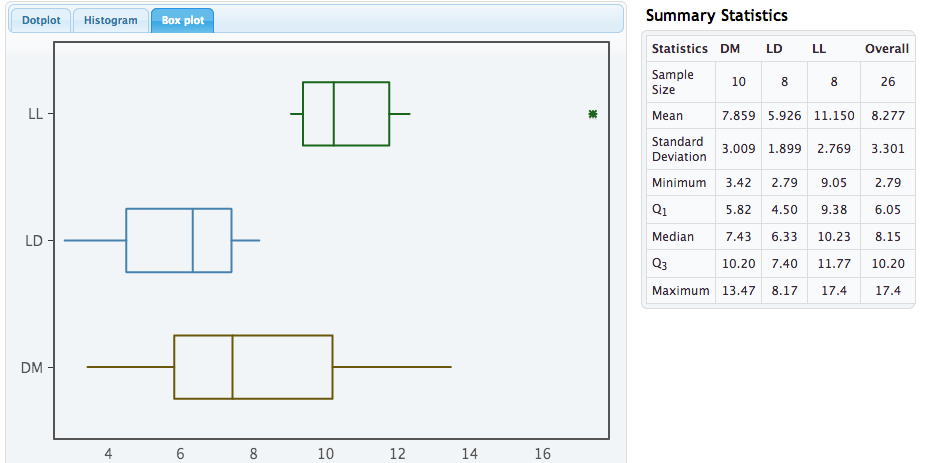 Dotplot Histogram Box plot
LL
LD
DM
4 6 8 10 12 14 16
Summary Statistics
Statistics DM LD LL Overall
Sample
Size 10 8 8 26
Mean 7.859 5.926 11.150 8.277
Standard
Deviation 3.009 1.899 2.769 3.301
Minimum 3.42 2.79 9.05 2.79
Q1 5.82 4.50 9.38 6.05
Median 7.43 6.33 10.23 8.15
Q3 10.20 7.40 11.77 10.20
Maximum 13.47 8.17 17.4 17.4